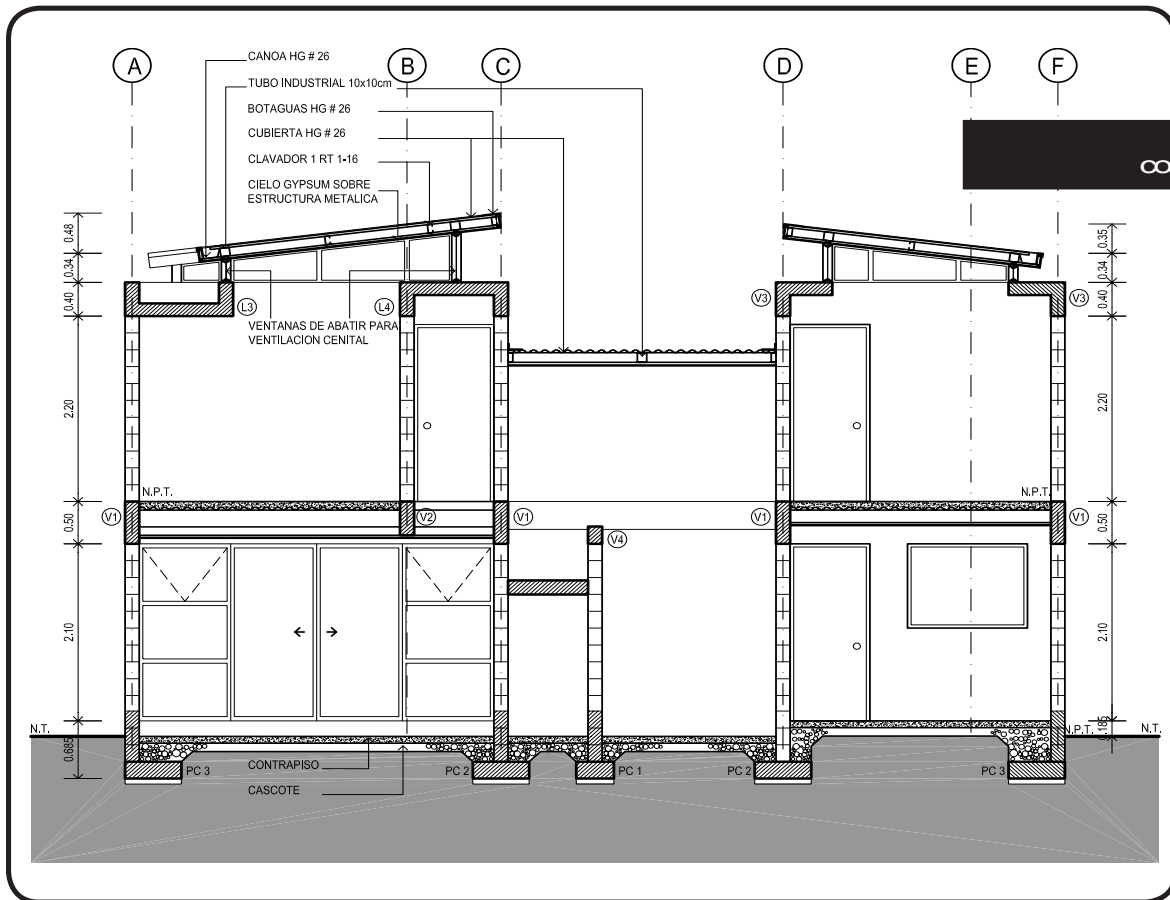 A
B
C
D
E
F
CANOA HG # 26
TUBO INDUSTRIAL 10x10cm
BOTAGUAS HG # 26
CUBIERTA HG # 26
CLAVADOR 1 RT 1-16
CIELO GYPSUM SOBRE
ESTRUCTURA METALICA
co
0.48
0.34
0.40
2.20
0.50
2.10
0.685
0.35
0.34
0.40
2.20
0.50
2.10
0.185
L3
L4
V3
V3
VENTANAS DE ABATIR PARA
VENTILACION CENITAL
N.P.T.
N.P.T.
V1
V2
V1
V4
V1
V1
N.T.
N.P.T.
N.T.
PC 3
CONTRAPISO
CASCOTE
PC 2
PC 1
PC 2
PC 3